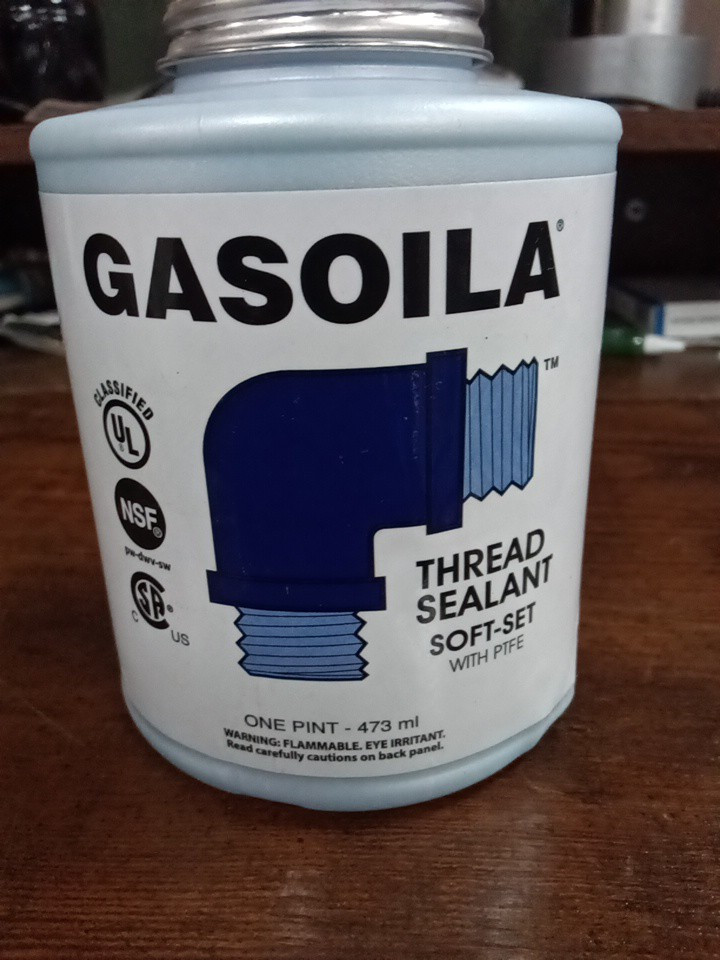 GASOILA®
CLASSIFIED
UL
®
NSF®
pw-dwv-sw
SA®
C US
TM
THREAD
SEALANT
SOFT-SET
WITH PTFE
ONE PINT - 473 ml
WARNING: FLAMMABLE. EYE IRRITANT.
Read carefully cautions on back panel.